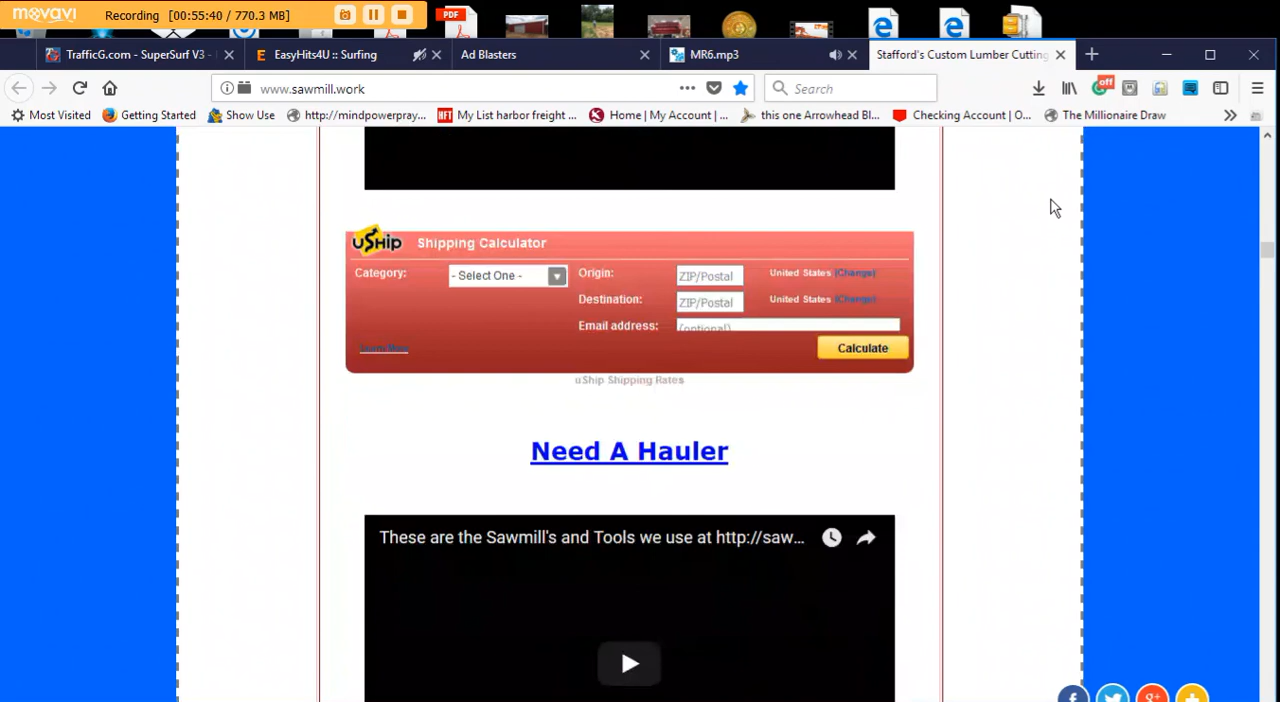 movavi Recording (00:55:40 / 770.3 MB)
PDF
TrafficG.com - SuperSurf V3 - EasyHits4U :: Surfing Ad Blasters MR6.mp3 Stafford's Custom Lumber Cutting
www.sawmill.work Search off
Most Visited Getting Started Show Use http://mindpowerpray... My List harbor freight ... Home | My Account | ... this one Arrowhead Bl... Checking Account | O... The Millionaire Draw
uShip Shipping Calculator
Category: - Select One - Origin: ZIP/Postal United States (Change)
Destination: ZIP/Postal United States (Change)
Email address: (optional)
Learn More Calculate
uShip Shipping Rates
Need A Hauler
These are the Sawmill's and Tools we use at http://saw...